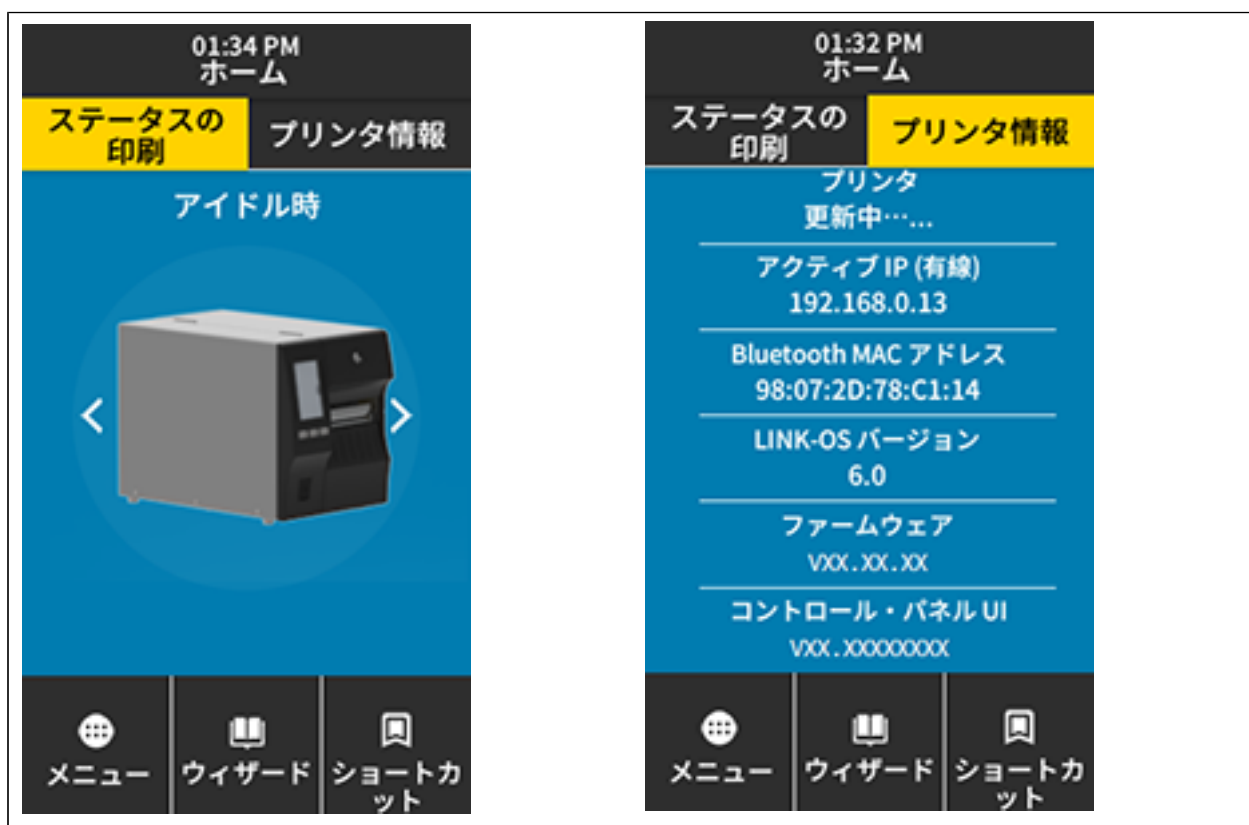 01:34 PM
ホーム
ステータスの
印刷
プリンタ情報
アイドル時
メニュー
ウィザード
ショートカ
ット
01:32 PM
ホーム
ステータスの
印刷
プリンタ情報
プリンタ
更新中…...
アクティブ IP (有線)
192.168.0.13
Bluetooth MAC アドレス
98:07:2D:78:C1:14
LINK-OS バージョン
6.0
ファームウェア
VXX.XX.XX
コントロール・パネル UI
VXX.XXXXXXXX
メニュー
ウィザード
ショートカ
ット